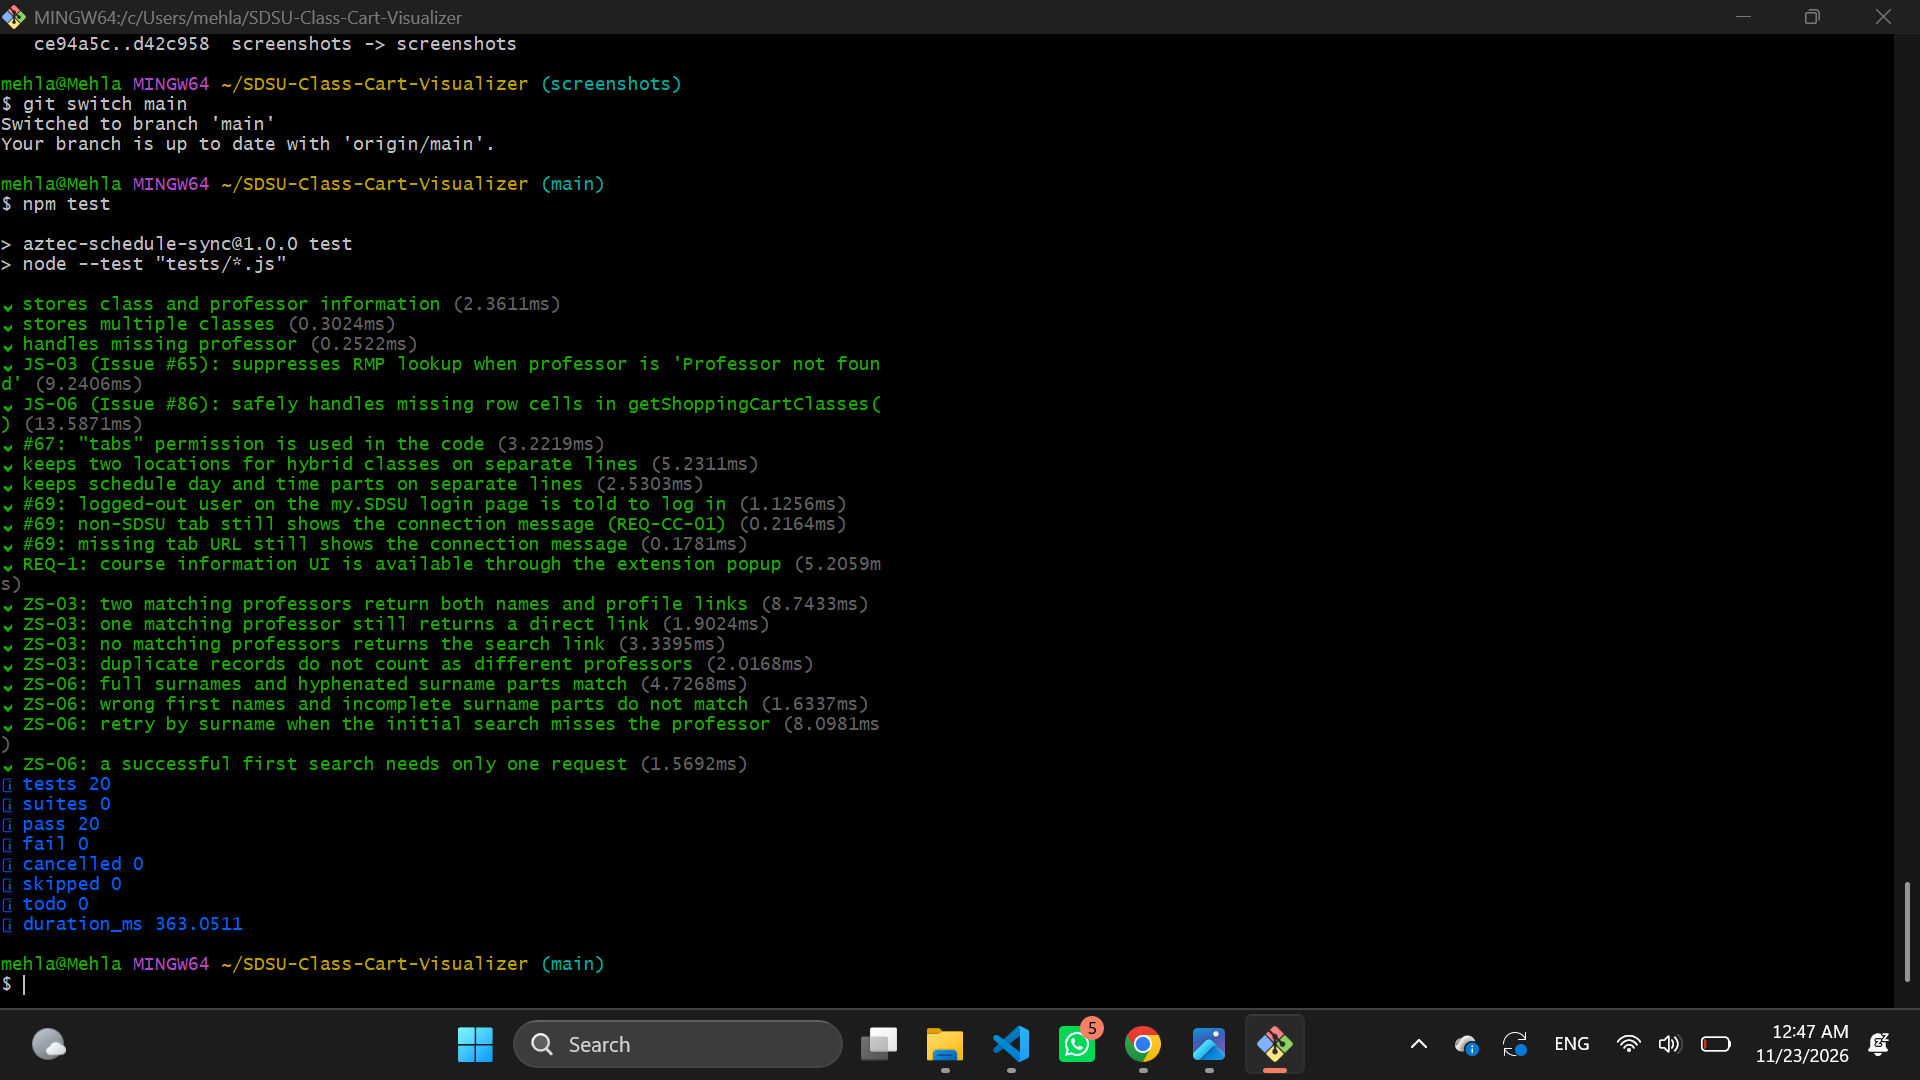 MINGW64:/c/Users/mehla/SDSU-Class-Cart-Visualizer
ce94a5c..d42c958  screenshots -> screenshots
mehla@Mehla MINGW64 ~/SDSU-Class-Cart-Visualizer (screenshots)
$ git switch main
Switched to branch 'main'
Your branch is up to date with 'origin/main'.
mehla@Mehla MINGW64 ~/SDSU-Class-Cart-Visualizer (main)
$ npm test
> aztec-schedule-sync@1.0.0 test
> node --test "tests/*.js"
✔ stores class and professor information (2.3611ms)
✔ stores multiple classes (0.3024ms)
✔ handles missing professor (0.2522ms)
✔ JS-03 (Issue #65): suppresses RMP lookup when professor is 'Professor not foun
d' (9.2406ms)
✔ JS-06 (Issue #86): safely handles missing row cells in getShoppingCartClasses(
) (13.5871ms)
✔ #67: "tabs" permission is used in the code (3.2219ms)
✔ keeps two locations for hybrid classes on separate lines (5.2311ms)
✔ keeps schedule day and time parts on separate lines (2.5303ms)
✔ #69: logged-out user on the my.SDSU login page is told to log in (1.1256ms)
✔ #69: non-SDSU tab still shows the connection message (REQ-CC-01) (0.2164ms)
✔ #69: missing tab URL still shows the connection message (0.1781ms)
✔ REQ-1: course information UI is available through the extension popup (5.2059m
s)
✔ ZS-03: two matching professors return both names and profile links (8.7433ms)
✔ ZS-03: one matching professor still returns a direct link (1.9024ms)
✔ ZS-03: no matching professors returns the search link (3.3395ms)
✔ ZS-03: duplicate records do not count as different professors (2.0168ms)
✔ ZS-06: full surnames and hyphenated surname parts match (4.7268ms)
✔ ZS-06: wrong first names and incomplete surname parts do not match (1.6337ms)
✔ ZS-06: retry by surname when the initial search misses the professor (8.0981ms
)
✔ ZS-06: a successful first search needs only one request (1.5692ms)
ℹ tests 20
ℹ suites 0
ℹ pass 20
ℹ fail 0
ℹ cancelled 0
ℹ skipped 0
ℹ todo 0
ℹ duration_ms 363.0511
mehla@Mehla MINGW64 ~/SDSU-Class-Cart-Visualizer (main)
$
Search
5
ENG
12:47 AM
11/23/2026